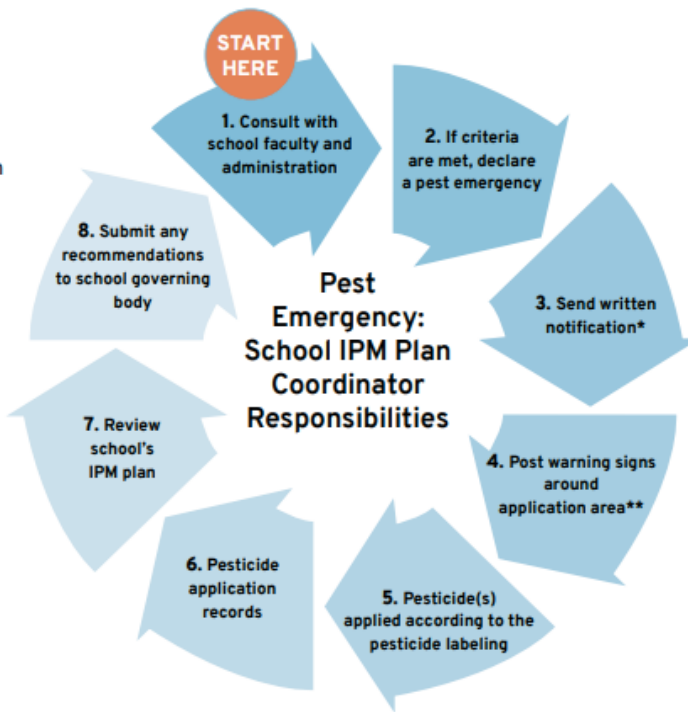 START
HERE
1. Consult with
school faculty and
administration
2. If criteria
are met, declare
a pest emergency
3. Send written
notification*
4. Post warning signs
around
application area**
5. Pesticide(s)
applied according to the
pesticide labeling
6. Pesticide
application
records
7. Review
school's
IPM plan
8. Submit any
recommendations
to school governing
body
Pest
Emergency:
School IPM Plan
Coordinator
Responsibilities